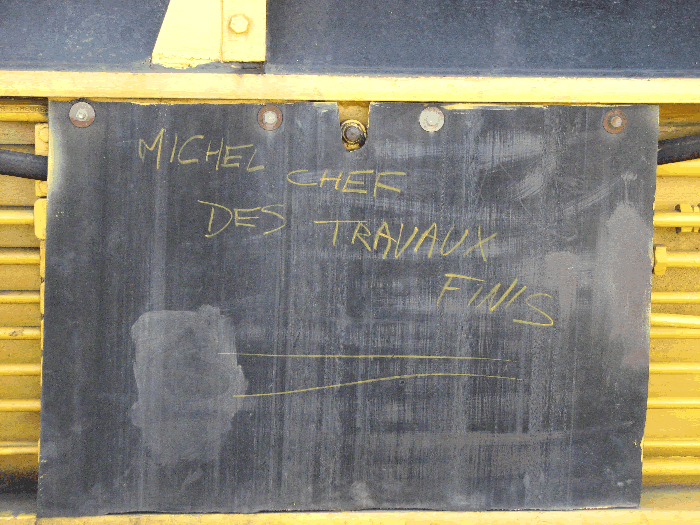 MICHEL CHEF
DES TRAVAUX
FINIS